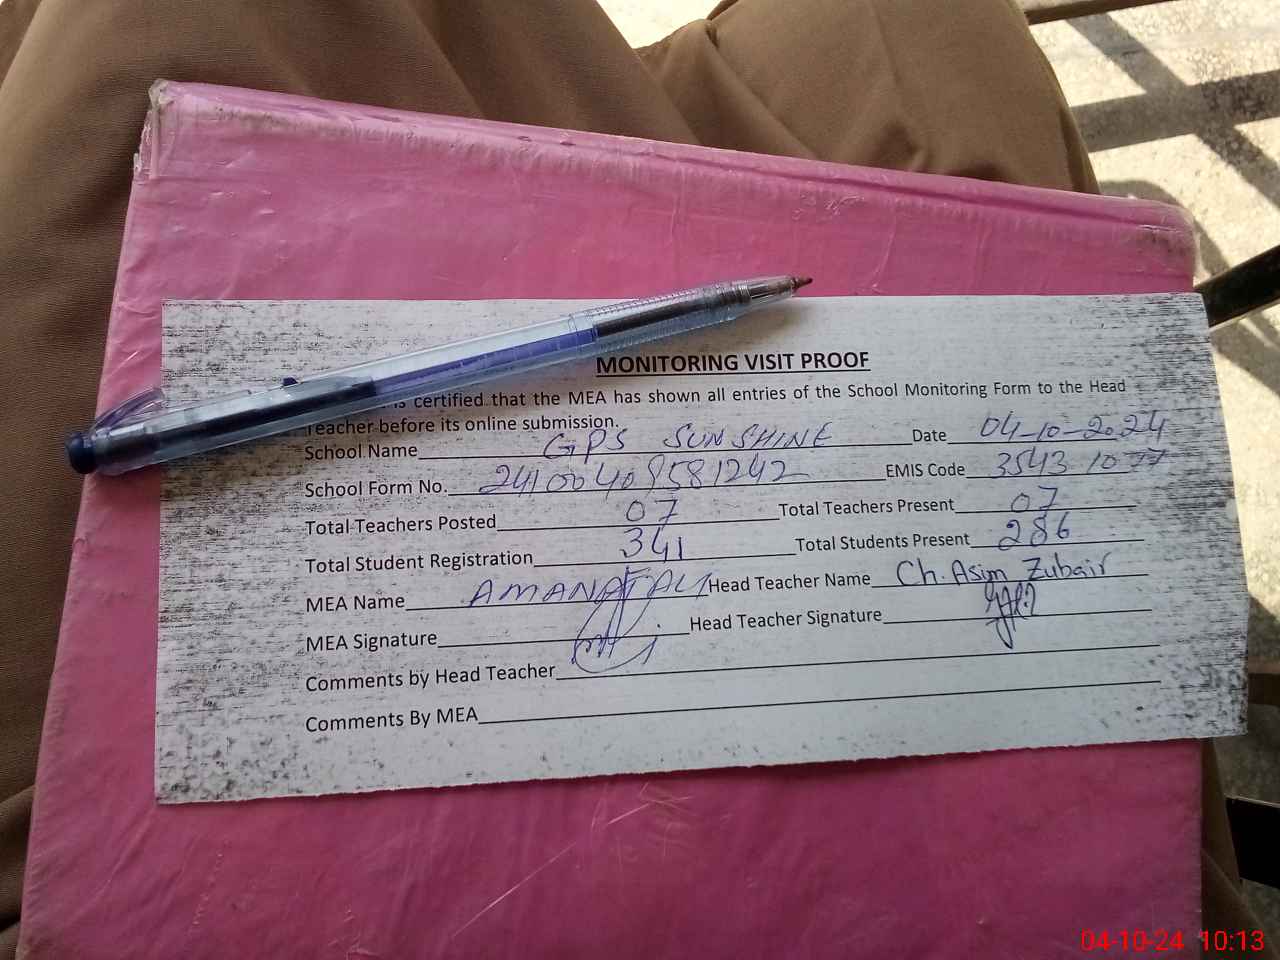 MONITORING VISIT PROOF
is certified that the MEA has shown all entries of the School Monitoring Form to the Head
Teacher before its online submission.
School Name GPS SUNSHINE Date 04-10-2024
School Form No. EMIS Code 35431077
Total Teachers Posted 07 Total Teachers Present 07
Total Student Registration 341 Total Students Present 286
MEA Name AMANAT ALI Head Teacher Name Ch. Asim Zubair
MEA Signature Head Teacher Signature
Comments by Head Teacher
Comments By MEA
04-10-24 10:13